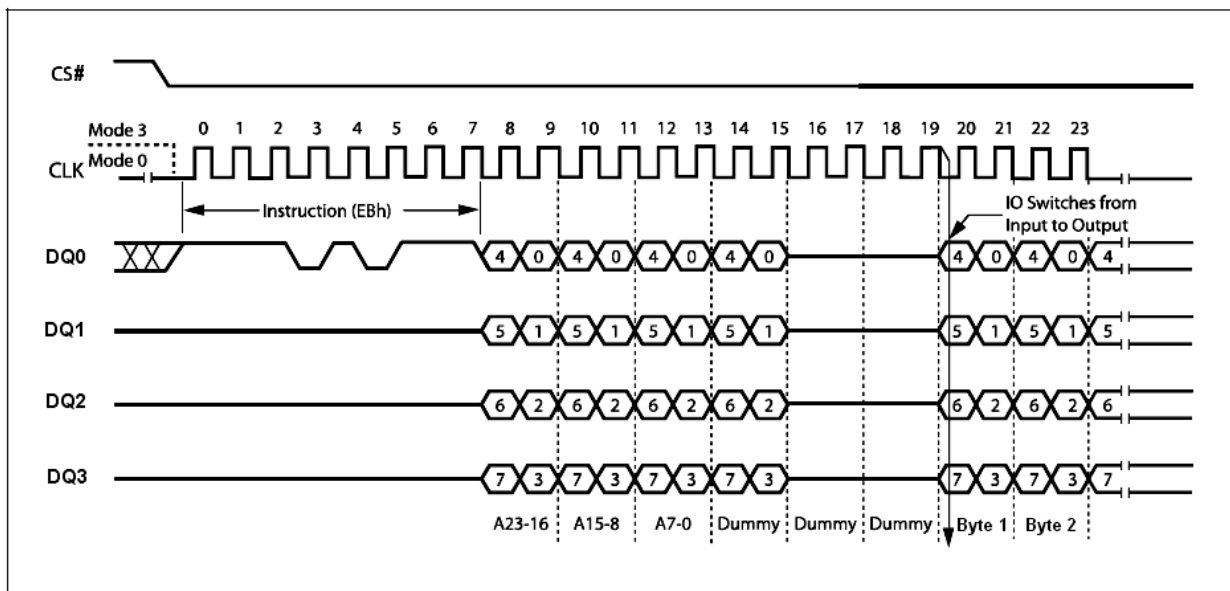 CS#
Mode 3
0 1 2 3 4 5 6 7 8 9 10 11 12 13 14 15 16 17 18 19 20 21 22 23
CLK
Mode 0
Instruction (EBh)
IO Switches from
Input to Output
DQ0
4 0 4 0 4 0 4 0 4 0 4 0 4
DQ1
5 1 5 1 5 1 5 1 5 1 5 1 5
DQ2
6 2 6 2 6 2 6 2 6 2 6 2 6
DQ3
7 3 7 3 7 3 7 3 7 3 7 3 7
A23-16 A15-8 A7-0 Dummy Dummy Dummy Byte 1 Byte 2